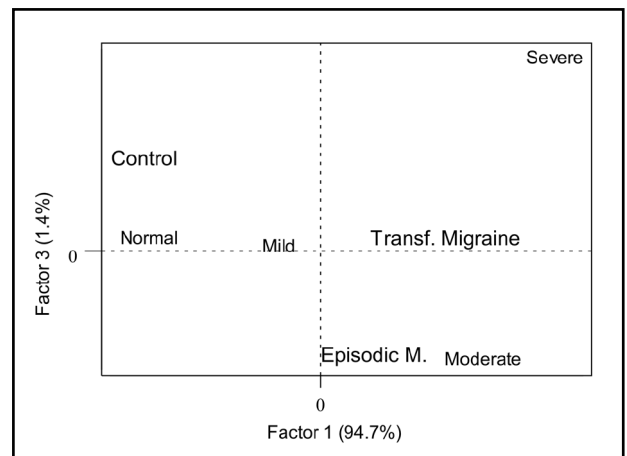 Severe
Control
Normal
Mild
Transf. Migraine
Factor 3 (1.4%)
0
Episodic M.
Moderate
0
Factor 1 (94.7%)